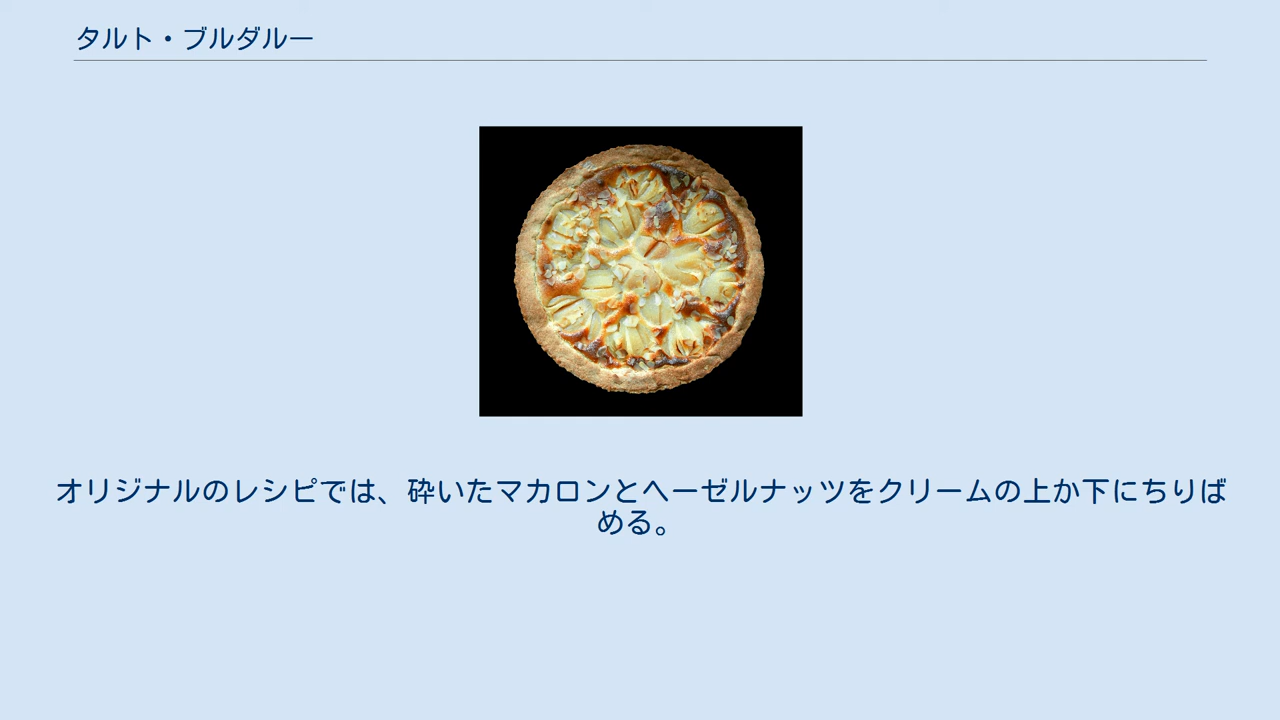 タルト・ブルダルー
オリジナルのレシピでは、砕いたマカロンとヘーゼルナッツをクリームの上か下にちりば
める。